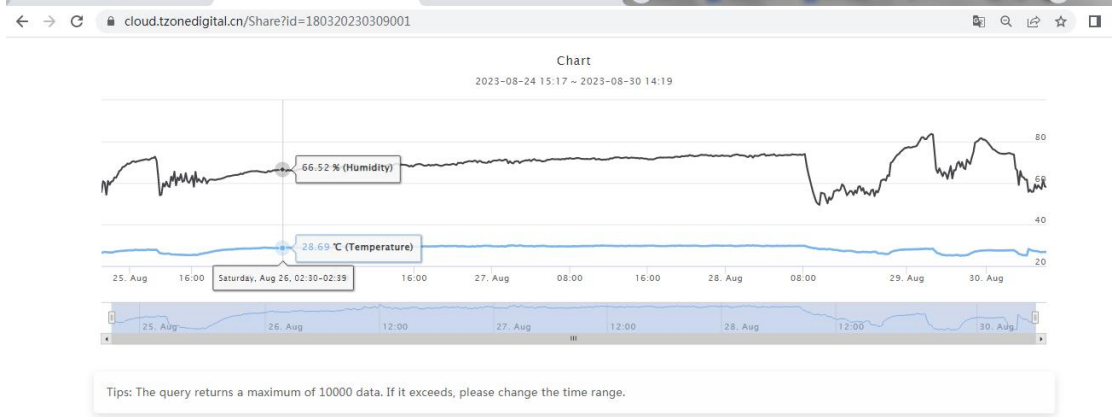 cloud.tzonedigital.cn/Share?id=180320230309001
Chart
2023-08-24 15:17 ~ 2023-08-30 14:19
80
66.52 % (Humidity)
60
40
28.69 ℃ (Temperature)
20
25. Aug 16:00 Saturday, Aug 26, 02:30-02:39 16:00 27. Aug 08:00 16:00 28. Aug 08:00 29. Aug 30. Aug
25. Aug 26. Aug 12:00 27. Aug 12:00 28. Aug 12:00 30. Aug
Tips: The query returns a maximum of 10000 data. If it exceeds, please change the time range.